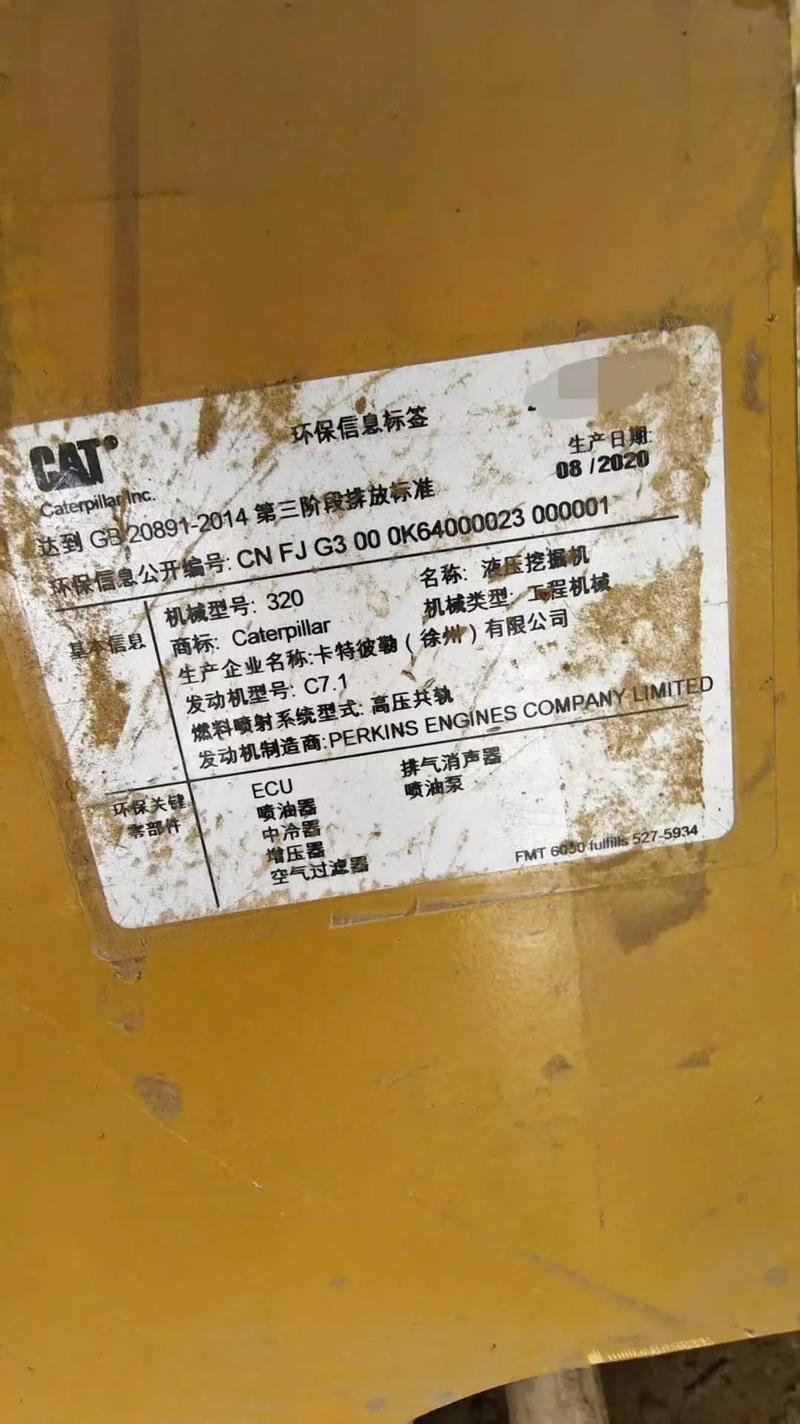 环保信息标签
CAT®
Caterpillar Inc.
生产日期:
08 /2020
达到 GB 20891-2014 第三阶段排放标准
环保信息公开编号: CN FJ G3 00 0K64000023 000001
基本信息
机械型号: 320 名称: 液压挖掘机
商标: Caterpillar 机械类型: 工程机械
生产企业名称:卡特彼勒(徐州)有限公司
发动机型号: C7.1
燃料喷射系统型式: 高压共轨
发动机制造商:PERKINS ENGINES COMPANY LIMITED
环保关键
零部件
ECU 排气消声器
喷油器 喷油泵
中冷器
增压器
空气过滤器
FMT 6050 fulfills 527-5934